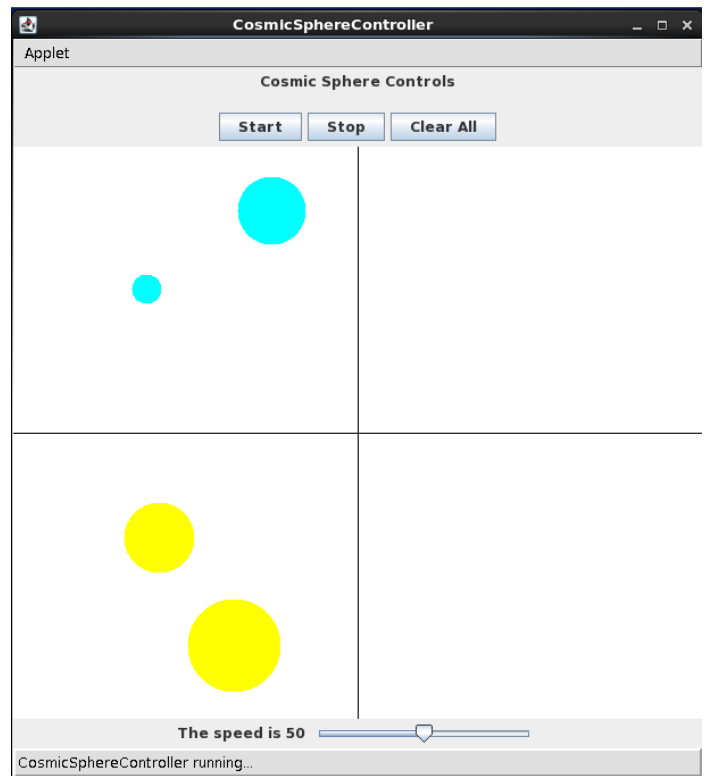 CosmicSphereController
Applet
Cosmic Sphere Controls
Start Stop Clear All
The speed is 50
CosmicSphereController running...